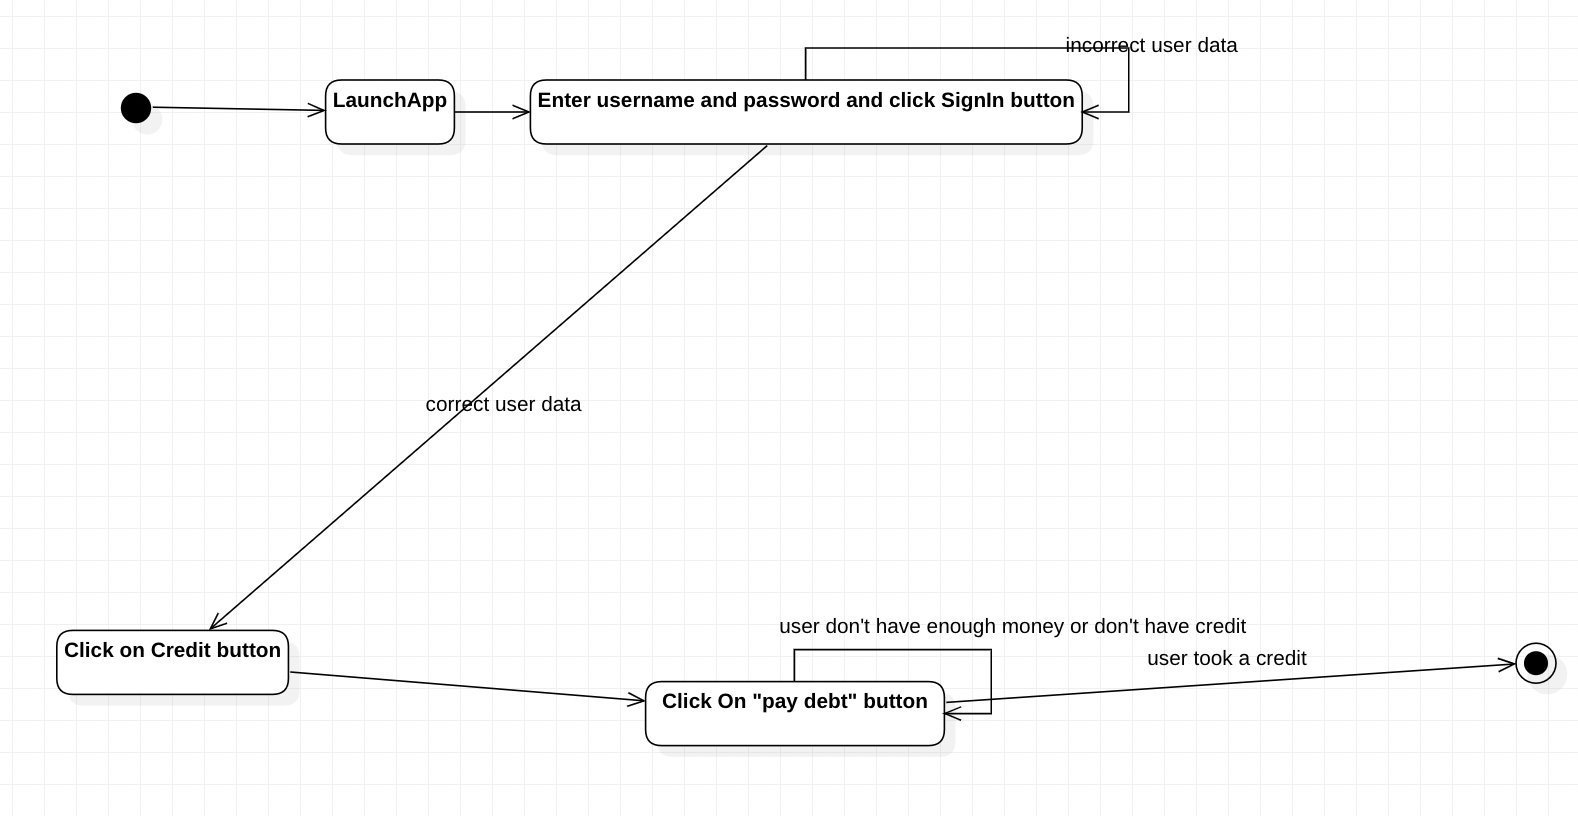 incorrect user data
LaunchApp
Enter username and password and click SignIn button
correct user data
user don't have enough money or don't have credit
Click on Credit button
user took a credit
Click On "pay debt" button